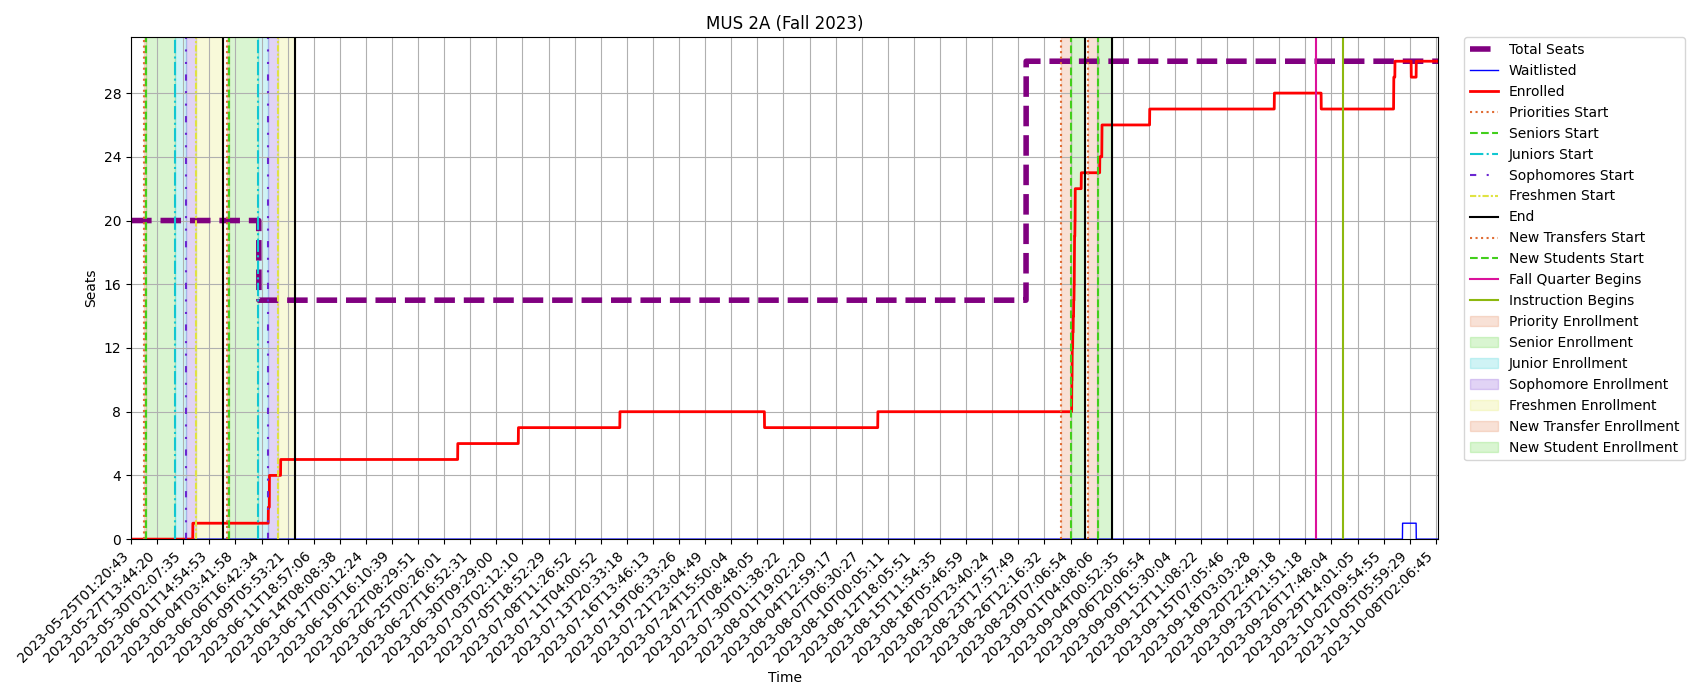 MUS 2A (Fall 2023)
Seats
28
24
20
16
12
8
4
0
2023-05-25T01:20:43
2023-05-27T13:44:20
2023-05-30T02:07:35
2023-06-01T14:54:53
2023-06-04T03:41:58
2023-06-06T16:42:34
2023-06-09T05:53:21
2023-06-11T18:57:06
2023-06-14T08:08:38
2023-06-17T00:12:24
2023-06-19T16:10:39
2023-06-22T08:29:51
2023-06-25T00:26:01
2023-06-27T16:52:31
2023-06-30T09:29:00
2023-07-03T02:12:10
2023-07-05T18:52:29
2023-07-08T11:26:52
2023-07-11T04:00:52
2023-07-13T20:33:18
2023-07-16T13:46:13
2023-07-19T06:33:26
2023-07-21T23:04:49
2023-07-24T15:50:04
2023-07-27T08:48:05
2023-07-30T01:38:22
2023-08-01T19:02:20
2023-08-04T12:59:17
2023-08-07T06:30:27
2023-08-10T00:05:11
2023-08-12T18:05:51
2023-08-15T11:54:35
2023-08-18T05:46:59
2023-08-20T23:40:24
2023-08-23T17:57:49
2023-08-26T12:16:32
2023-08-29T07:06:54
2023-09-01T04:08:06
2023-09-04T00:52:35
2023-09-06T20:06:54
2023-09-09T15:30:04
2023-09-12T11:08:22
2023-09-15T07:05:46
2023-09-18T03:03:28
2023-09-20T22:49:18
2023-09-23T21:51:18
2023-09-26T17:48:04
2023-09-29T14:01:05
2023-10-02T09:54:55
2023-10-05T05:59:29
2023-10-08T02:06:45
Time
Total Seats
Waitlisted
Enrolled
Priorities Start
Seniors Start
Juniors Start
Sophomores Start
Freshmen Start
End
New Transfers Start
New Students Start
Fall Quarter Begins
Instruction Begins
Priority Enrollment
Senior Enrollment
Junior Enrollment
Sophomore Enrollment
Freshmen Enrollment
New Transfer Enrollment
New Student Enrollment